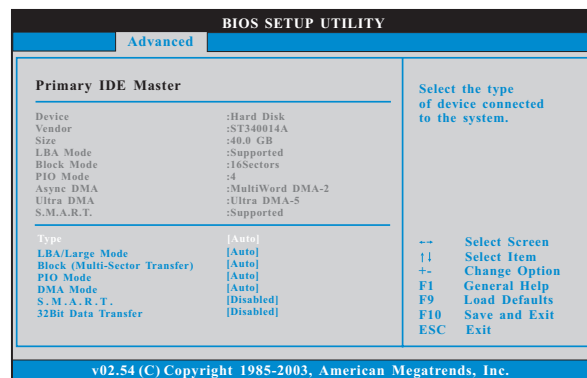 BIOS SETUP UTILITY
Advanced
Primary IDE Master
Device :Hard Disk
Vendor :ST340014A
Size :40.0 GB
LBA Mode :Supported
Block Mode :16Sectors
PIO Mode :4
Async DMA :MultiWord DMA-2
Ultra DMA :Ultra DMA-5
S.M.A.R.T. :Supported
Type [Auto]
LBA/Large Mode [Auto]
Block (Multi-Sector Transfer) [Auto]
PIO Mode [Auto]
DMA Mode [Auto]
S.M.A.R.T. [Disabled]
32Bit Data Transfer [Disabled]
Select the type
of device connected
to the system.
←→ Select Screen
↑↓ Select Item
+- Change Option
F1 General Help
F9 Load Defaults
F10 Save and Exit
ESC Exit
v02.54 (C) Copyright 1985-2003, American Megatrends, Inc.